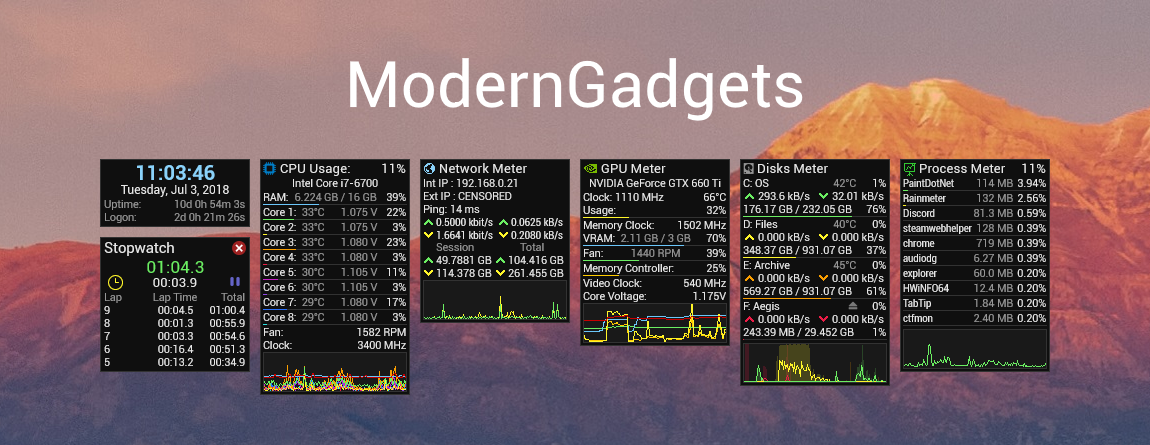 ModernGadgets
11:03:46
Tuesday, Jul 3, 2018
Uptime: 10d 0h 54m 3s
Logon: 2d 0h 21m 26s
Stopwatch
01:04.3
00:03.9
Lap Lap Time Total
9 00:04.5 01:00.4
8 00:01.3 00:55.9
7 00:03.3 00:54.6
6 00:16.4 00:51.3
5 00:13.2 00:34.9
CPU Usage: 11%
Intel Core i7-6700
RAM: 6.224 GB / 16 GB 39%
Core 1: 33°C 1.075 V 22%
Core 2: 33°C 1.075 V 3%
Core 3: 33°C 1.080 V 23%
Core 4: 33°C 1.080 V 3%
Core 5: 30°C 1.105 V 11%
Core 6: 30°C 1.105 V 3%
Core 7: 29°C 1.080 V 17%
Core 8: 29°C 1.080 V 3%
Fan: 1582 RPM
Clock: 3400 MHz
Network Meter
Int IP : 192.168.0.21
Ext IP : CENSORED
Ping: 14 ms
0.5000 kbit/s 0.0625 kB/s
1.6641 kbit/s 0.2080 kB/s
Session Total
49.7881 GB 104.416 GB
114.378 GB 261.455 GB
GPU Meter
NVIDIA GeForce GTX 660 Ti
Clock: 1110 MHz 66°C
Usage: 32%
Memory Clock: 1502 MHz
VRAM: 2.11 GB / 3 GB 70%
Fan: 1440 RPM 39%
Memory Controller: 25%
Video Clock: 540 MHz
Core Voltage: 1.175V
Disks Meter
C: OS 42°C 1%
293.6 kB/s 32.01 kB/s
176.17 GB / 232.05 GB 76%
D: Files 40°C 0%
0.000 kB/s 0.000 kB/s
348.37 GB / 931.07 GB 37%
E: Archive 45°C 0%
0.000 kB/s 0.000 kB/s
569.27 GB / 931.07 GB 61%
F: Aegis 0%
0.000 kB/s 0.000 kB/s
243.39 MB / 29.452 GB 1%
Process Meter 11%
PaintDotNet 114 MB 3.94%
Rainmeter 132 MB 2.56%
Discord 81.3 MB 0.59%
steamwebhelper 128 MB 0.39%
chrome 719 MB 0.39%
audiodg 6.27 MB 0.39%
explorer 60.0 MB 0.20%
HWiNFO64 12.4 MB 0.20%
TabTip 1.84 MB 0.20%
ctfmon 2.40 MB 0.20%